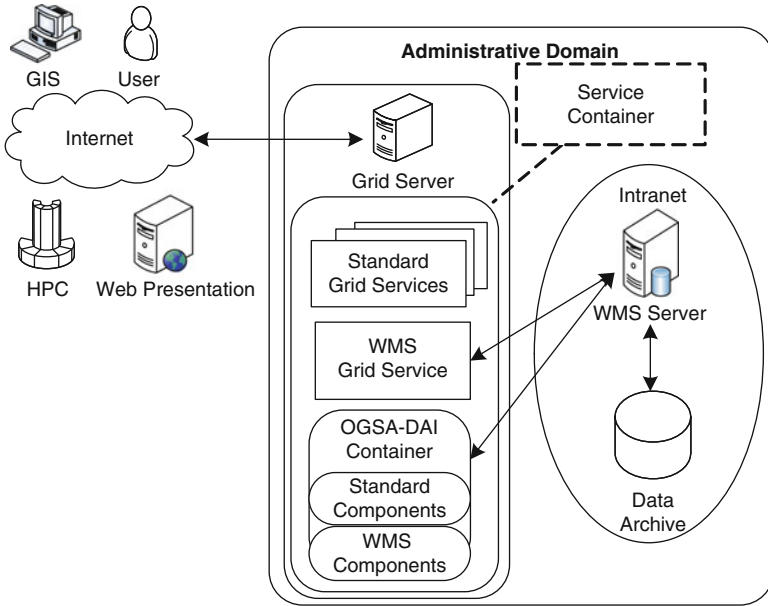 GIS
User
Internet
HPC
Web Presentation
Administrative Domain
Service
Container
Grid Server
Standard
Grid Services
WMS
Grid Service
OGSA-DAI
Container
Standard
Components
WMS
Components
Intranet
WMS Server
Data
Archive